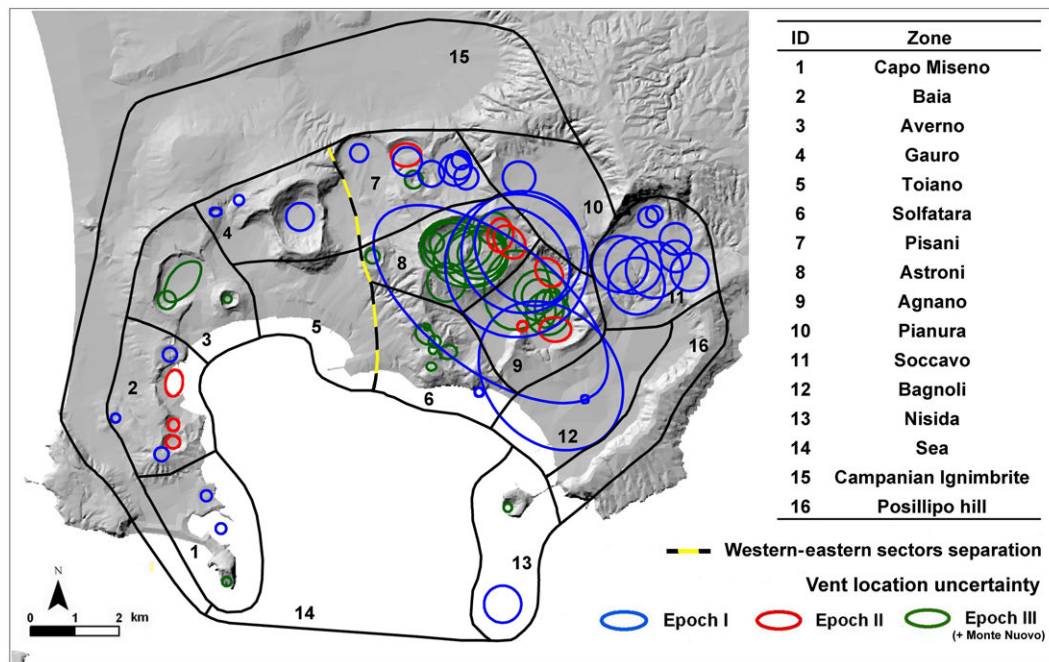 15
7
4
10
8
11
5
3
16
9
2
6
12
1
13
14
N
0 1 2
km
ID Zone
1 Capo Miseno
2 Baia
3 Averno
4 Gauro
5 Toiano
6 Solfatara
7 Pisani
8 Astroni
9 Agnano
10 Pianura
11 Soccavo
12 Bagnoli
13 Nisida
14 Sea
15 Campanian Ignimbrite
16 Posillipo hill
Western-eastern sectors separation
Vent location uncertainty
Epoch I Epoch II Epoch III
(+ Monte Nuovo)